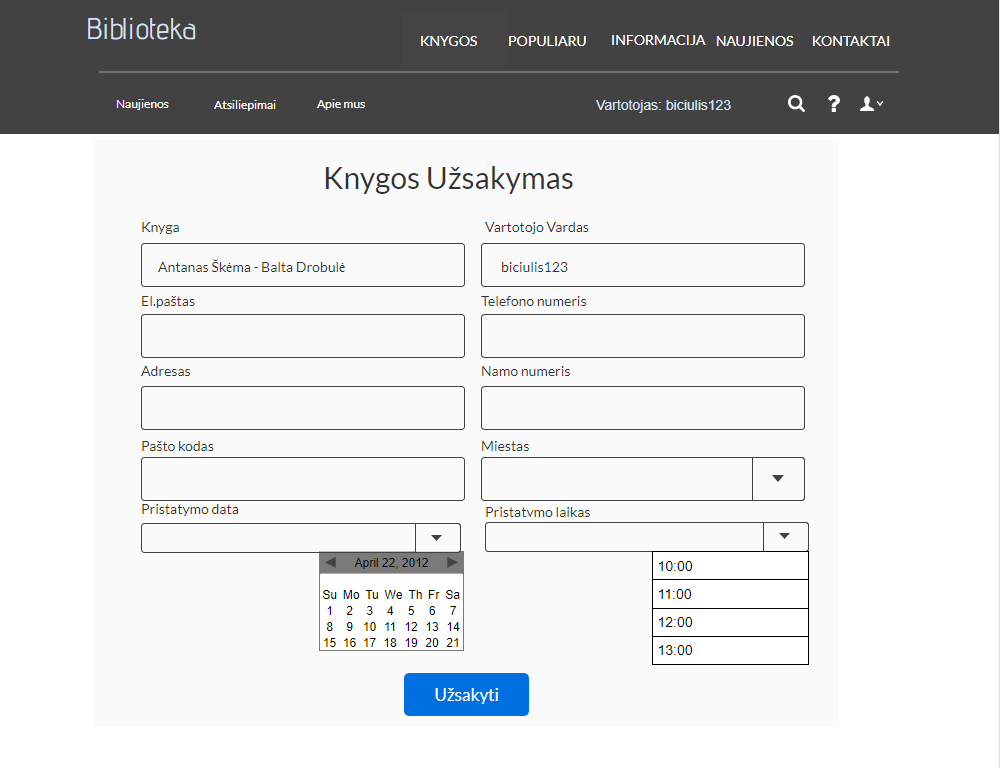 Biblioteka
KNYGOS POPULIARU INFORMACIJA NAUJIENOS KONTAKTAI
Naujienos Atsiliepimai Apie mus Vartotojas: biciulis123 ?
Knygos Užsakymas
Knyga Vartotojo Vardas
Antanas Škėma - Balta Drobulė biciulis123
El.paštas Telefono numeris
Adresas Namo numeris
Pašto kodas Miestas
Pristatymo data Pristatymo laikas
April 22, 2012
Su Mo Tu We Th Fr Sa
1 2 3 4 5 6 7
8 9 10 11 12 13 14
15 16 17 18 19 20 21
10:00
11:00
12:00
13:00
Užsakyti